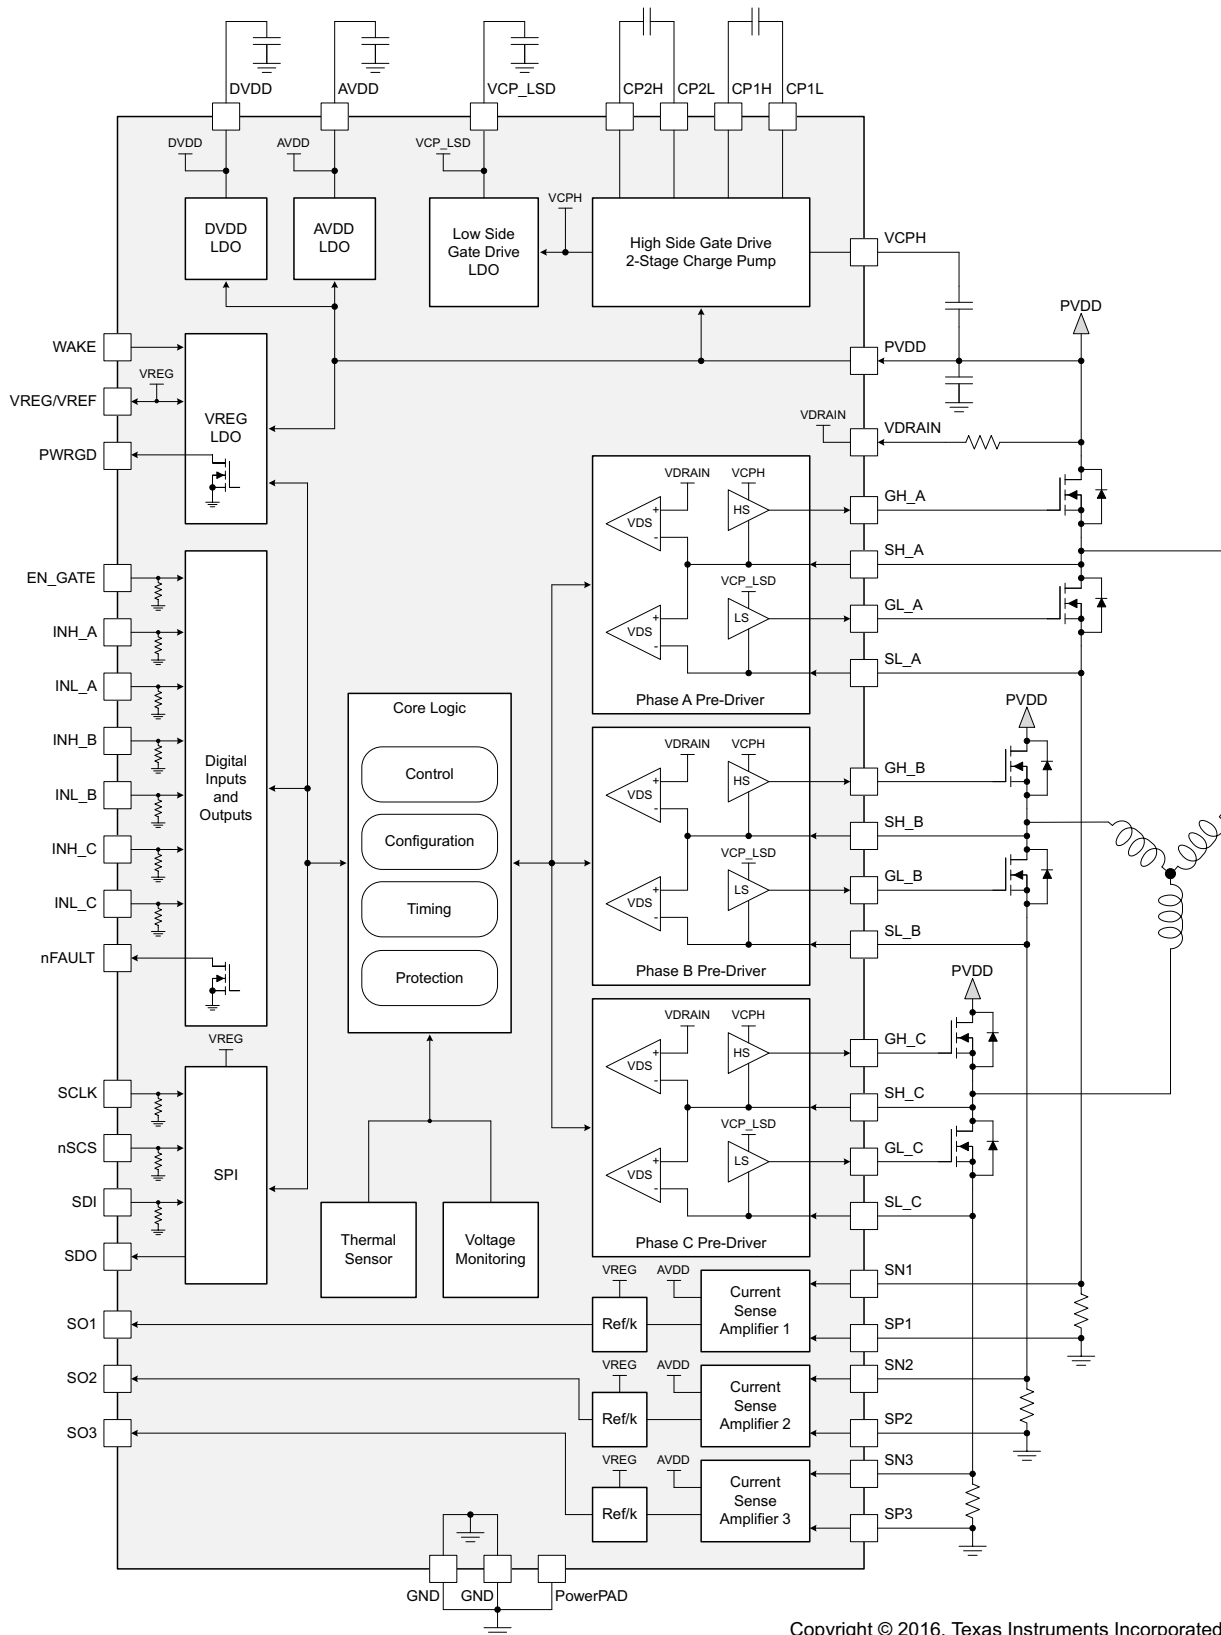 DVDD
AVDD
VCP_LSD
CP2H
CP2L
CP1H
CP1L
DVDD
AVDD
VCP_LSD
VCPH
DVDD
LDO
AVDD
LDO
Low Side
Gate Drive
LDO
High Side Gate Drive
2-Stage Charge Pump
VCPH
PVDD
WAKE
PVDD
VREG
VREG/VREF
VREG
LDO
VDRAIN
VDRAIN
PWRGD
VDRAIN
VCPH
VDS
+
-
HS
GH_A
SH_A
EN_GATE
VCP_LSD
VDS
+
-
LS
GL_A
INH_A
SL_A
INL_A
Phase A Pre-Driver
Core Logic
PVDD
INH_B
VDRAIN
VCPH
Digital
Inputs
and
Outputs
Control
VDS
+
-
HS
GH_B
INL_B
SH_B
Configuration
INH_C
VCP_LSD
VDS
+
-
LS
GL_B
INL_C
Timing
SL_B
nFAULT
Protection
Phase B Pre-Driver
PVDD
VREG
VDRAIN
VCPH
VDS
+
-
HS
GH_C
SCLK
SH_C
VCP_LSD
nSCS
SPI
VDS
+
-
LS
GL_C
SDI
SL_C
SDO
Thermal
Sensor
Voltage
Monitoring
Phase C Pre-Driver
VREG
AVDD
SN1
Current
Sense
Amplifier 1
SO1
Ref/k
SP1
VREG
AVDD
SN2
SO2
Current
Sense
Amplifier 2
Ref/k
SP2
SO3
VREG
AVDD
SN3
Current
Sense
Amplifier 3
Ref/k
SP3
GND
GND
PowerPAD
Copyright © 2016, Texas Instruments Incorporated